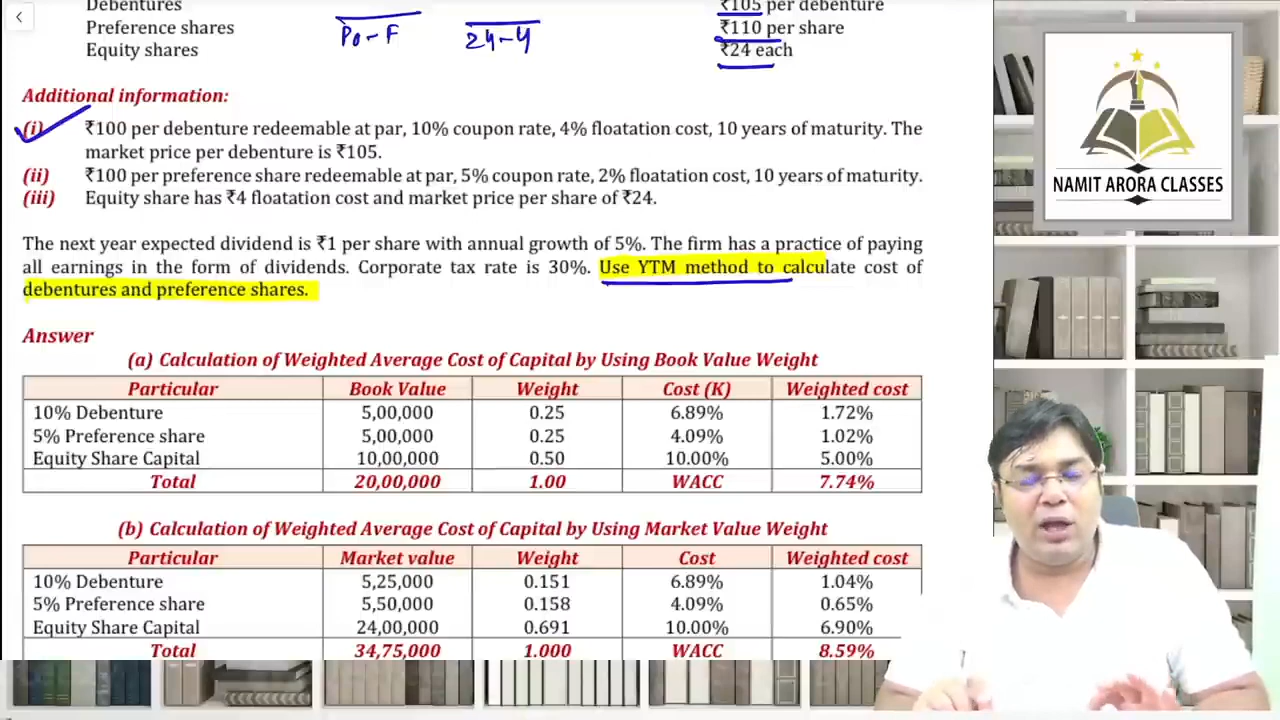 Debentures ₹105 per debenture
Preference shares P0-F 24-4 ₹110 per share
Equity shares ₹24 each
Additional information:
(i) ₹100 per debenture redeemable at par, 10% coupon rate, 4% floatation cost, 10 years of maturity. The
market price per debenture is ₹105.
(ii) ₹100 per preference share redeemable at par, 5% coupon rate, 2% floatation cost, 10 years of maturity.
(iii) Equity share has ₹4 floatation cost and market price per share of ₹24.
The next year expected dividend is ₹1 per share with annual growth of 5%. The firm has a practice of paying
all earnings in the form of dividends. Corporate tax rate is 30%. Use YTM method to calculate cost of
debentures and preference shares.
Answer
(a) Calculation of Weighted Average Cost of Capital by Using Book Value Weight
Particular Book Value Weight Cost (K) Weighted cost
10% Debenture 5,00,000 0.25 6.89% 1.72%
5% Preference share 5,00,000 0.25 4.09% 1.02%
Equity Share Capital 10,00,000 0.50 10.00% 5.00%
Total 20,00,000 1.00 WACC 7.74%
(b) Calculation of Weighted Average Cost of Capital by Using Market Value Weight
Particular Market value Weight Cost Weighted cost
10% Debenture 5,25,000 0.151 6.89% 1.04%
5% Preference share 5,50,000 0.158 4.09% 0.65%
Equity Share Capital 24,00,000 0.691 10.00% 6.90%
Total 34,75,000 1.000 WACC 8.59%
NAMIT ARORA CLASSES